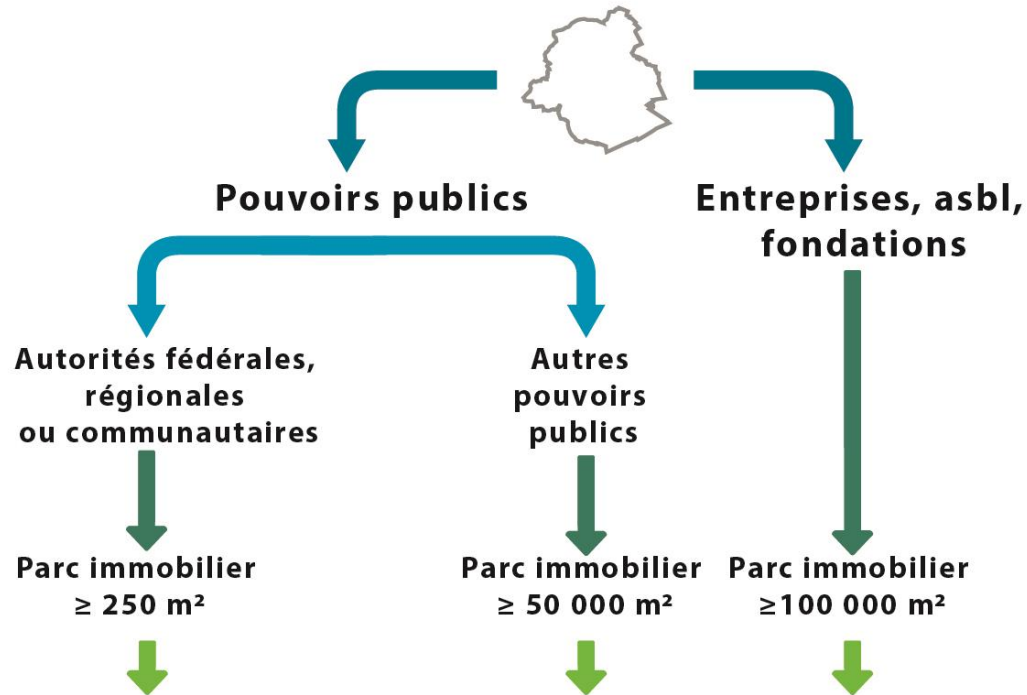 Pouvoirs publics
Entreprises, asbl,
fondations
Autorités fédérales,
régionales
ou communautaires
Autres
pouvoirs
publics
Parc immobilier
≥ 250 m²
Parc immobilier
≥ 50 000 m²
Parc immobilier
≥100 000 m²